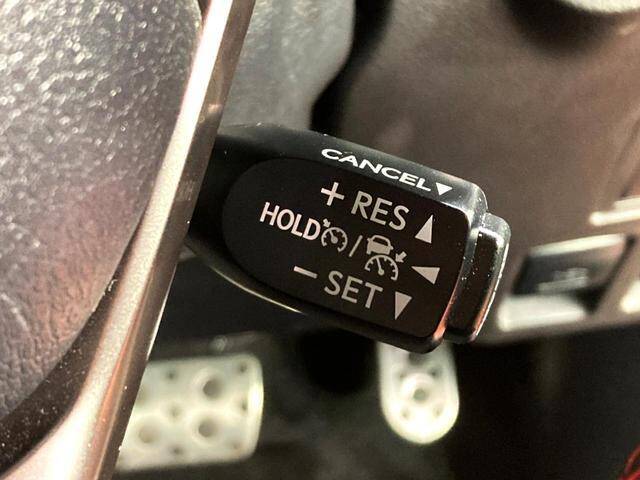 CANCEL▼
+ RES ▲
HOLD / ◀
− SET ▼